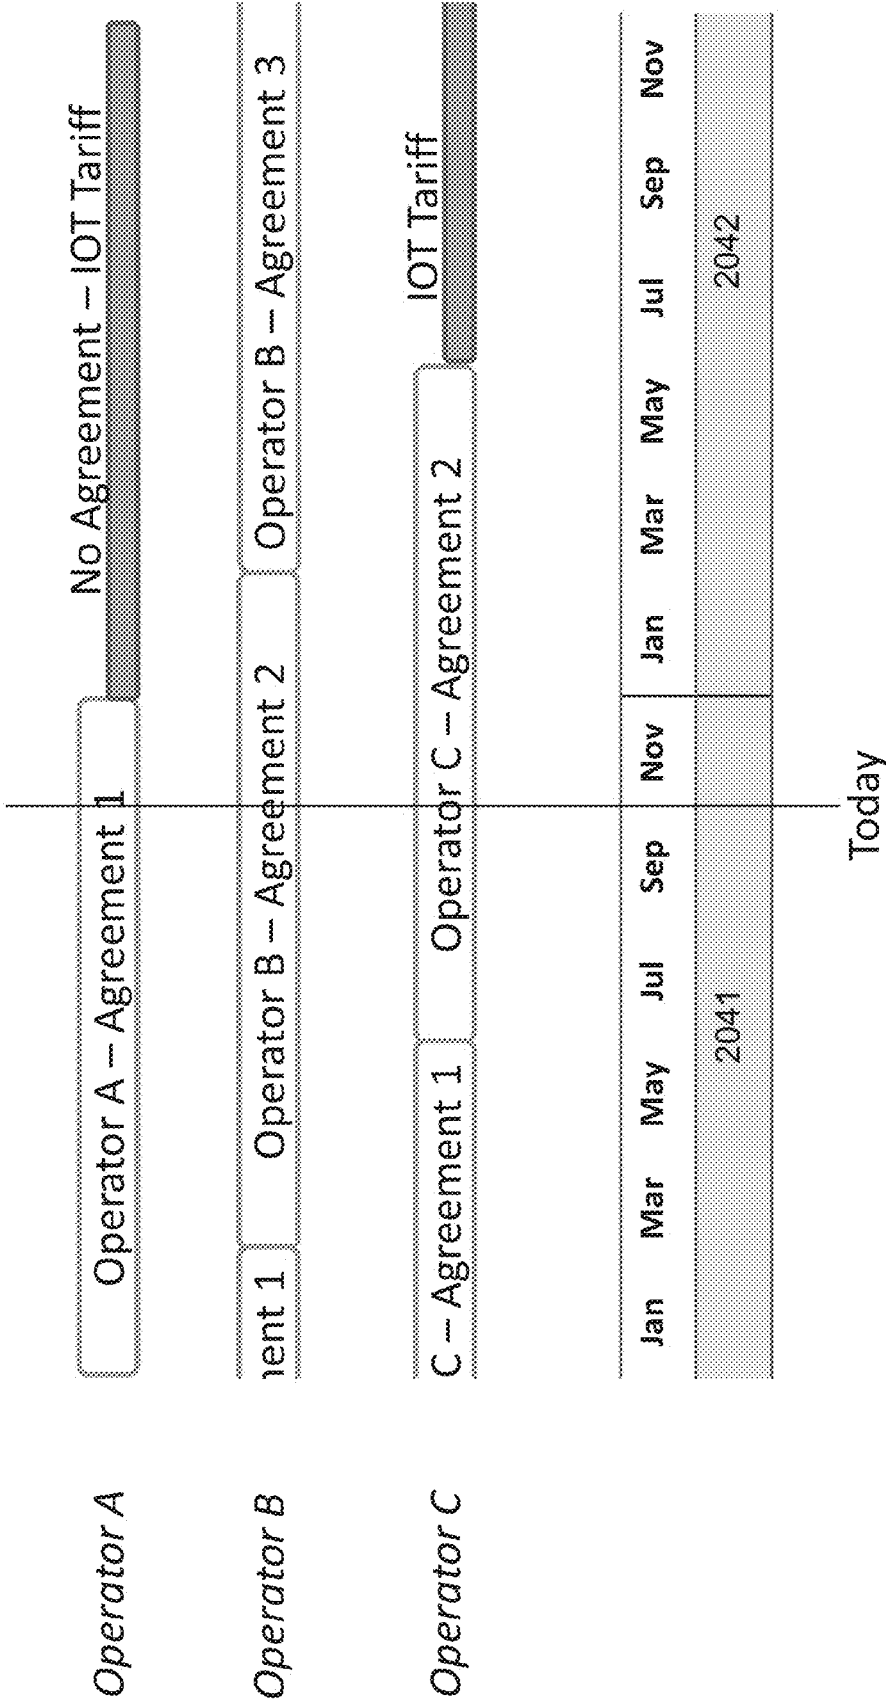 Operator A
Operator A – Agreement 1
No Agreement – IOT Tariff
Operator B
nent 1
Operator B – Agreement 2
Operator B – Agreement 3
Operator C
C – Agreement 1
Operator C – Agreement 2
IOT Tariff
Jan Mar May Jul Sep Nov Jan Mar May Jul Sep Nov
2041 2042
Today